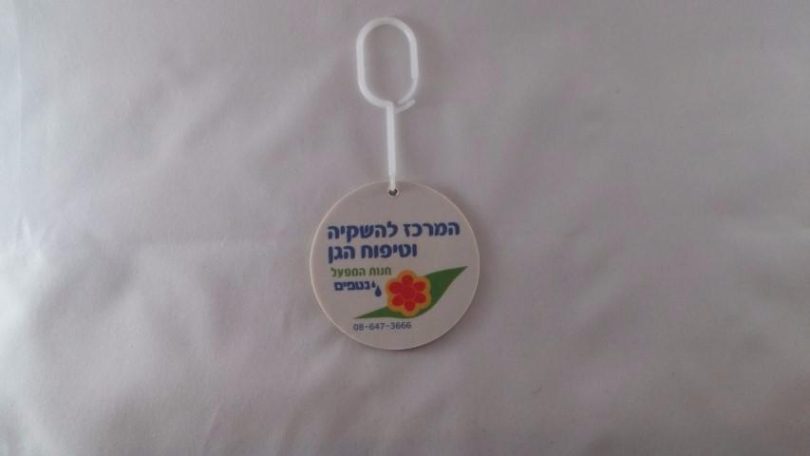 המרכז להשקיה
וטיפוח הגן
חנות המפעל
נטפים
08-647-3666